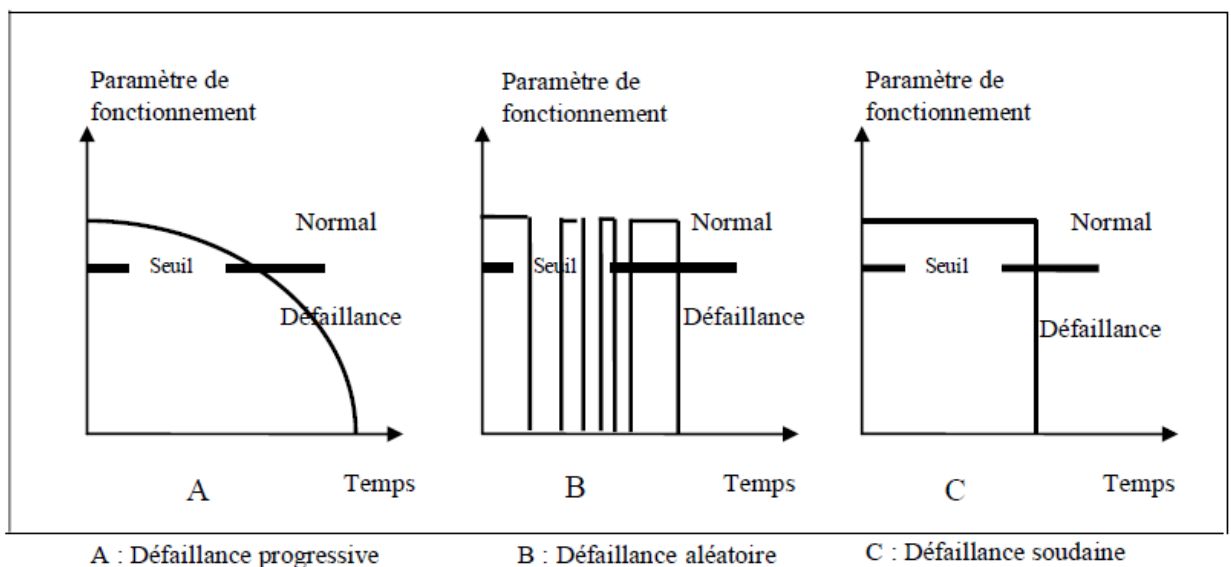 Paramètre de
fonctionnement
Normal
Seuil
Défaillance
A
Temps
Paramètre de
fonctionnement
Normal
Seuil
Défaillance
B
Temps
Paramètre de
fonctionnement
Normal
Seuil
Défaillance
C
Temps
A : Défaillance progressive
B : Défaillance aléatoire
C : Défaillance soudaine